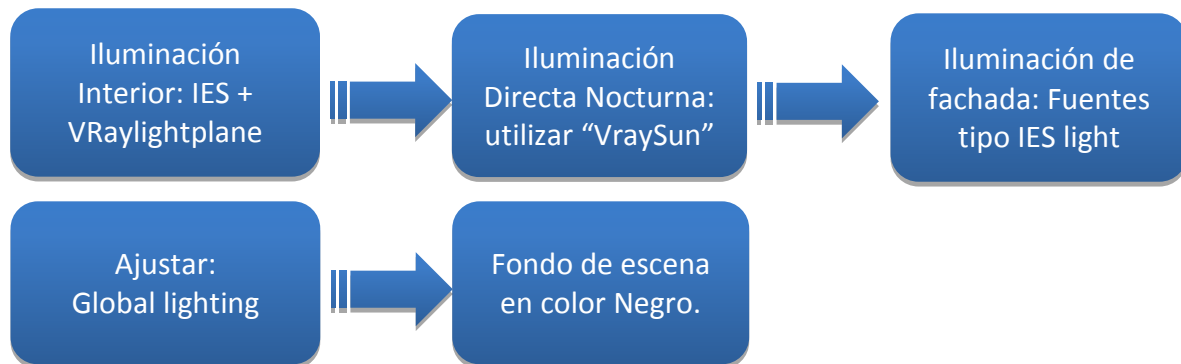 Iluminación
Interior: IES +
VRaylightplane
Iluminación
Directa Nocturna:
utilizar “VraySun”
Iluminación de
fachada: Fuentes
tipo IES light
Ajustar:
Global lighting
Fondo de escena
en color Negro.